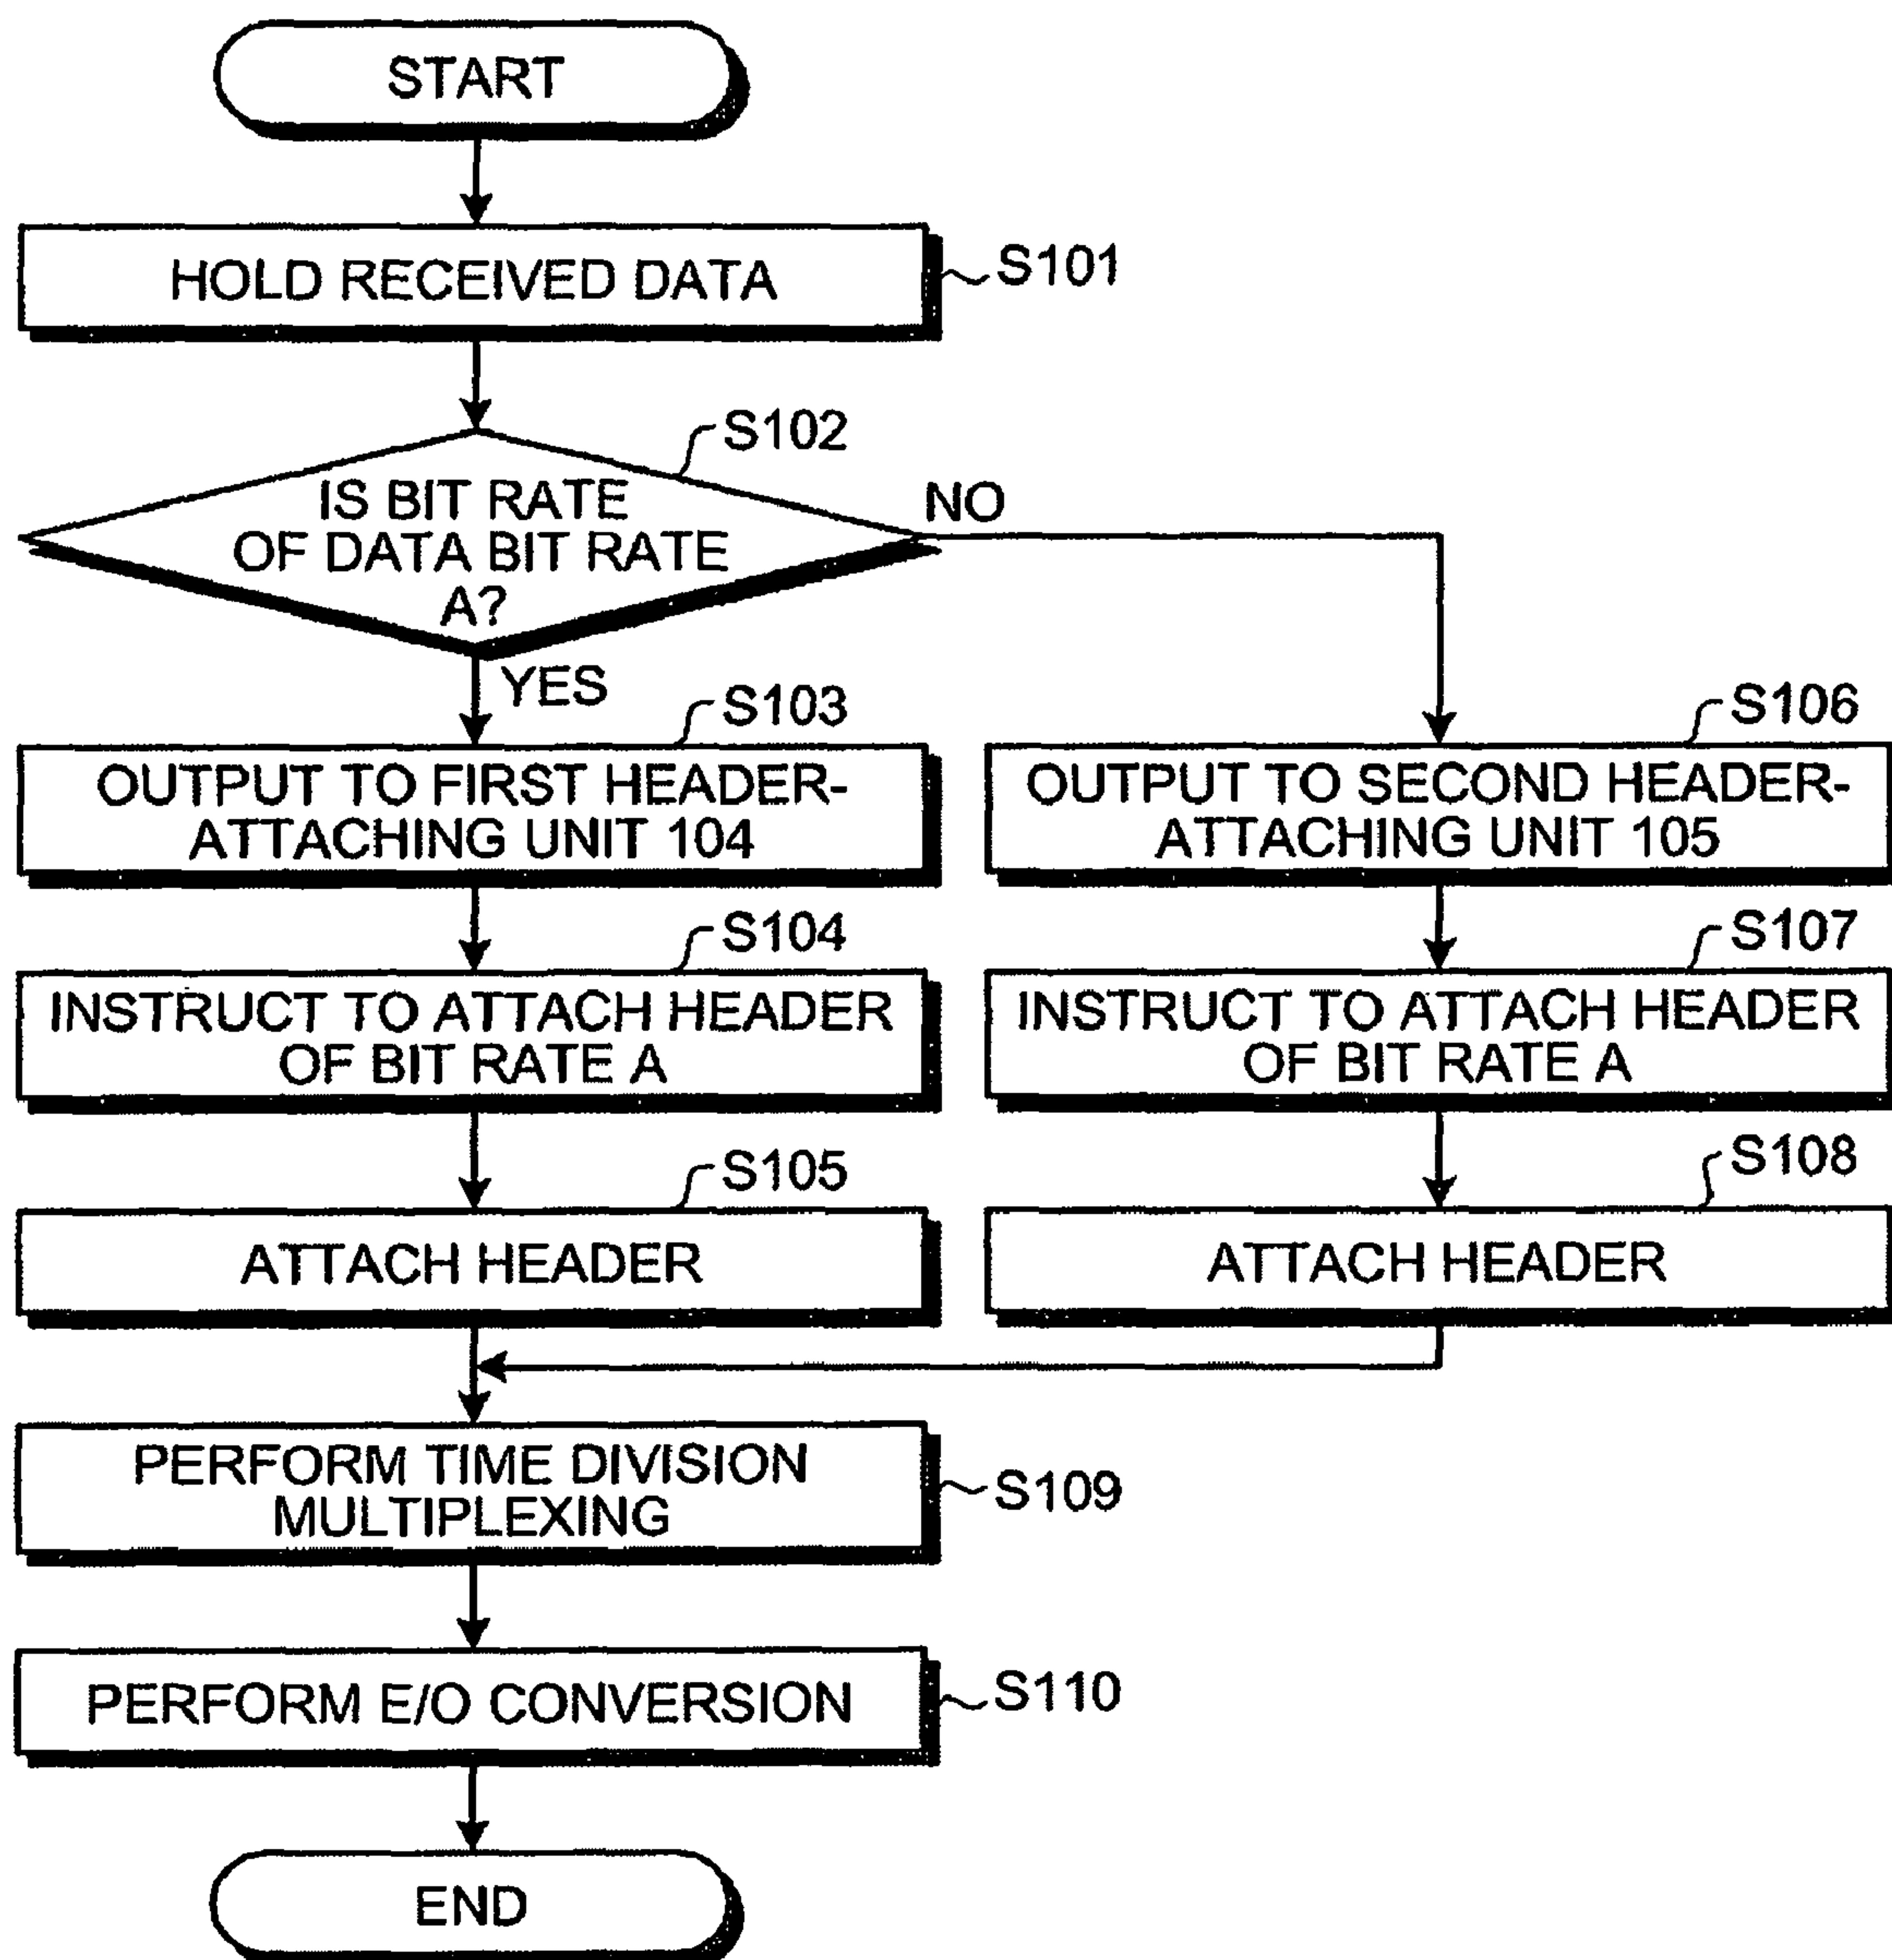 START
HOLD RECEIVED DATA
S101
S102
IS BIT RATE
OF DATA BIT RATE
A?
NO
YES
S103
OUTPUT TO FIRST HEADER-
ATTACHING UNIT 104
S106
OUTPUT TO SECOND HEADER-
ATTACHING UNIT 105
S104
INSTRUCT TO ATTACH HEADER
OF BIT RATE A
S107
INSTRUCT TO ATTACH HEADER
OF BIT RATE A
S105
ATTACH HEADER
S108
ATTACH HEADER
PERFORM TIME DIVISION
MULTIPLEXING
S109
PERFORM E/O CONVERSION
S110
END